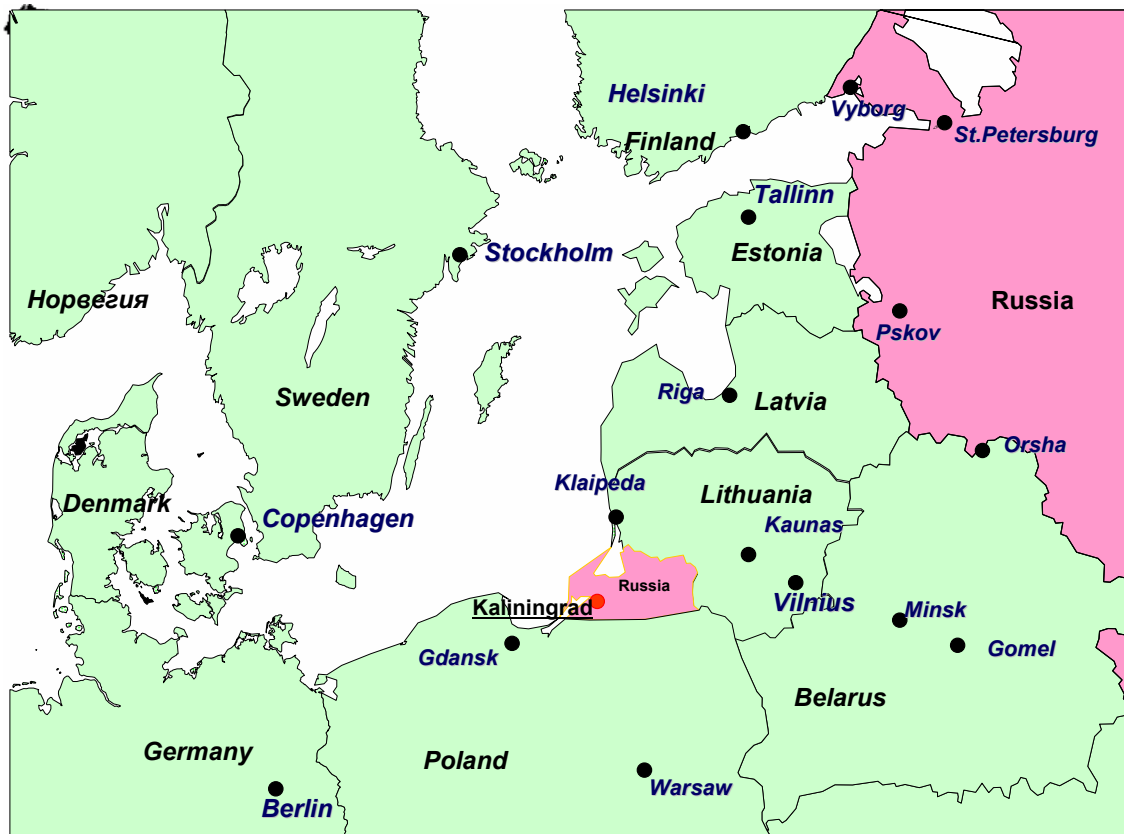 Helsinki
Vyborg
Finland
St.Petersburg
Tallinn
Stockholm
Estonia
Норвегия
Russia
Pskov
Sweden
Riga
Latvia
Orsha
Klaipeda
Lithuania
Denmark
Copenhagen
Kaunas
Russia
Kaliningrad
Vilnius
Minsk
Gdansk
Gomel
Belarus
Germany
Poland
Berlin
Warsaw